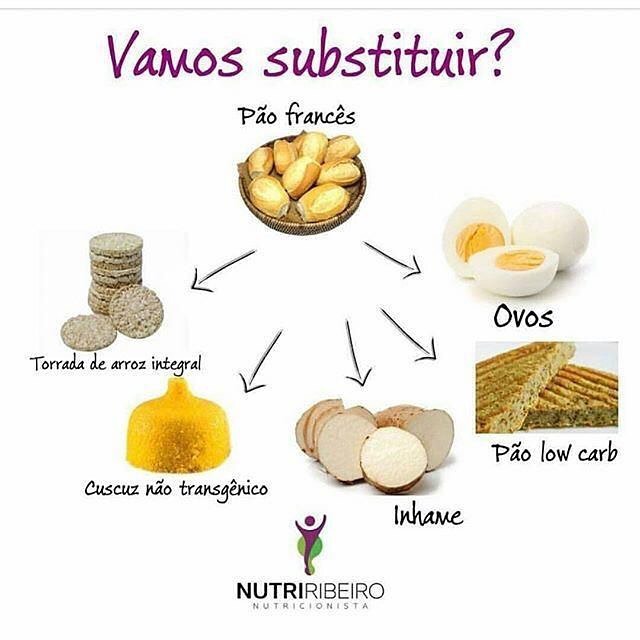 Vamos substituir?
Pão francês
Ovos
Torrada de arroz integral
Pão low carb
Cuscuz não transgênico
Inhame
NUTRIRIBEIRO
NUTRICIONISTA